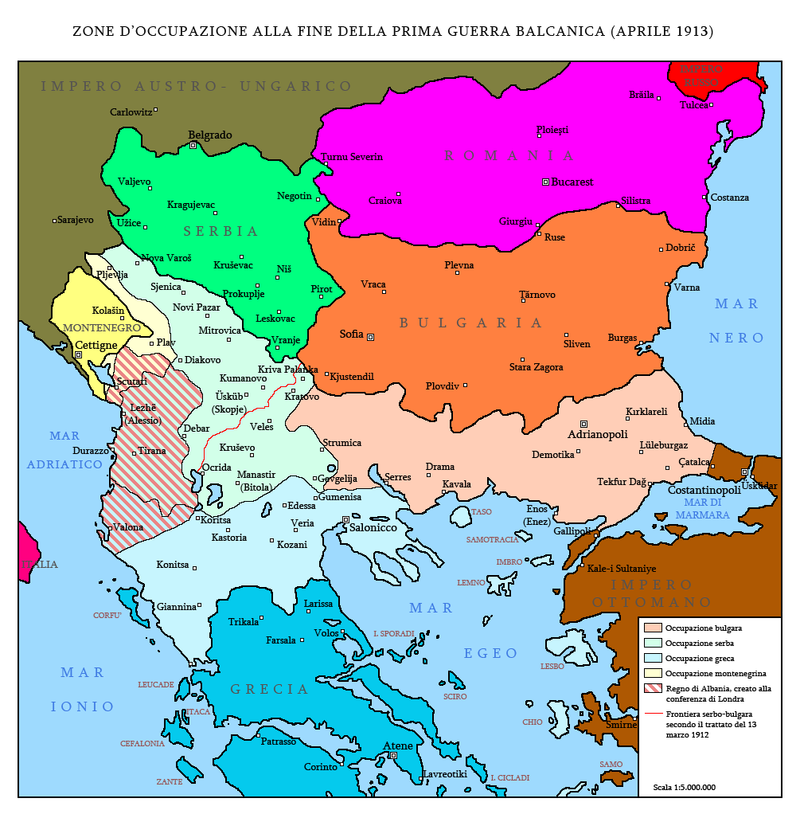 ZONE D'OCCUPAZIONE ALLA FINE DELLA PRIMA GUERRA BALCANICA (APRILE 1913)
IMPERO AUSTRO- UNGARICO
IMPERO
RUSSO
Carlowitz
Brăila
Tulcea
Belgrado
Ploiești
ROMANIA
Turnu Severin
Valjevo
Bucarest
Negotin
Craiova
Costanza
Kragujevac
Silistra
Sarajevo
Užice
SERBIA
Vidin
Giurgiu
Ruse
Dobrič
Nova Varoš
Kruševac
Niš
Plevna
Pljevlja
Sjenica
Prokuplje
Pirot
Vraca
Varna
Tărnovo
MAR
NERO
Kolašin
Novi Pazar
Leskovac
MONTENEGRO
Mitrovica
BULGARIA
Cettigne
Plav
Vranje
Sofia
Sliven
Burgas
Diakovo
Stara Zagora
Scutari
Kumanovo
Kriva Palanka
Kjustendil
Plovdiv
Üsküb
(Skopje)
Kratovo
Lezhë
(Alessio)
Kırklareli
Midia
Debar
Veles
Adrianopoli
MAR
ADRIATICO
Durazzo
Tirana
Kruševo
Strumica
Demotika
Lüleburgaz
Ocrida
Manastir
(Bitola)
Govgelija
Serres
Drama
Kavala
Çatalca
Tekfur Dağ
Costantinopoli
Üsküdar
Gumenisa
Edessa
Valona
Koritsa
Veria
Salonicco
TASO
Enos
(Enez)
MAR DI
MARMARA
Kastoria
Kozani
SAMOTRACIA
Gallipoli
ITALIA
Konitsa
IMBRO
Kale-i Sultaniye
LEMNO
IMPERO
OTTOMANO
CORFU'
Giannina
Trikala
Larissa
MAR
EGEO
Farsala
Volos
I. SPORADI
LESBO
MAR
IONIO
LEUCADE
GRECIA
SCIRO
ITACA
CHIO
Smirne
CEFALONIA
Patrasso
Atene
Corinto
SAMO
ZANTE
Lavreotiki
I. CICLADI
Occupazione bulgara
Occupazione serba
Occupazione greca
Occupazione montenegrina
Regno di Albania, creato alla
conferenza di Londra
Frontiera serbo-bulgara
secondo il trattato del 13
marzo 1912
Scala 1:5.000.000